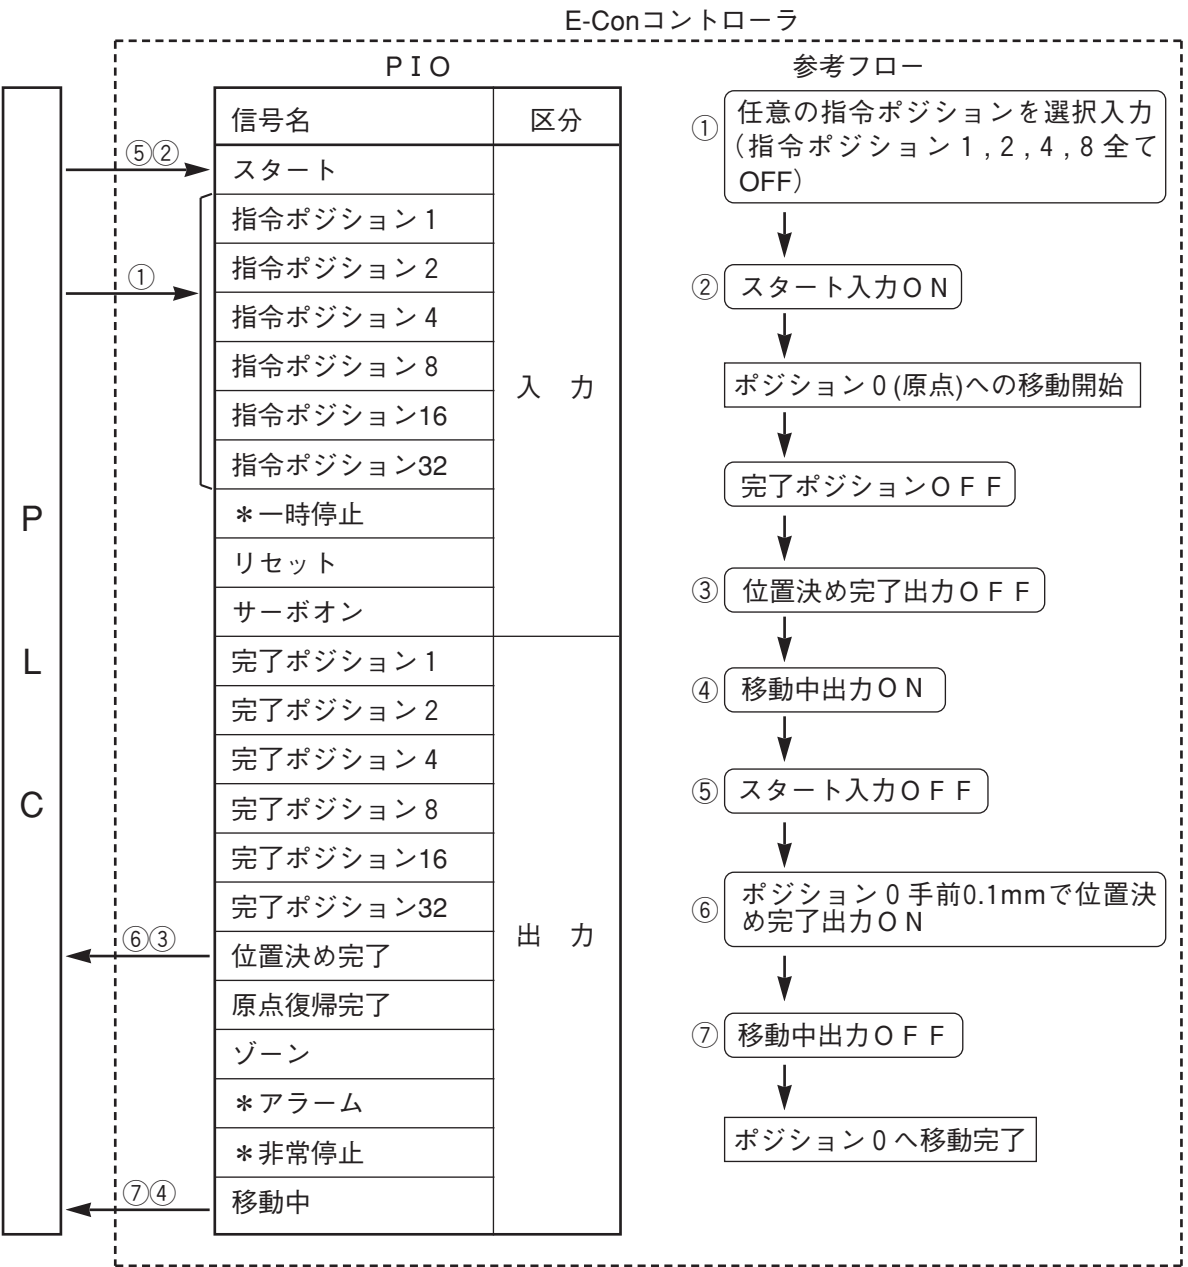 E-Conコントローラ
PIO
参考フロー
信号名
区分
⑤②
スタート
指令ポジション1
①
指令ポジション2
指令ポジション4
指令ポジション8
指令ポジション16
指令ポジション32
＊一時停止
リセット
サーボオン
入 力
完了ポジション1
完了ポジション2
完了ポジション4
完了ポジション8
完了ポジション16
完了ポジション32
⑥③
位置決め完了
原点復帰完了
ゾーン
＊アラーム
＊非常停止
⑦④
移動中
出 力
P
L
C
① 任意の指令ポジションを選択入力
(指令ポジション1,2,4,8全て
OFF)
② スタート入力ON
ポジション0(原点)への移動開始
完了ポジションOFF
③ 位置決め完了出力OFF
④ 移動中出力ON
⑤ スタート入力OFF
⑥ ポジション0手前0.1mmで位置決
め完了出力ON
⑦ 移動中出力OFF
ポジション0へ移動完了